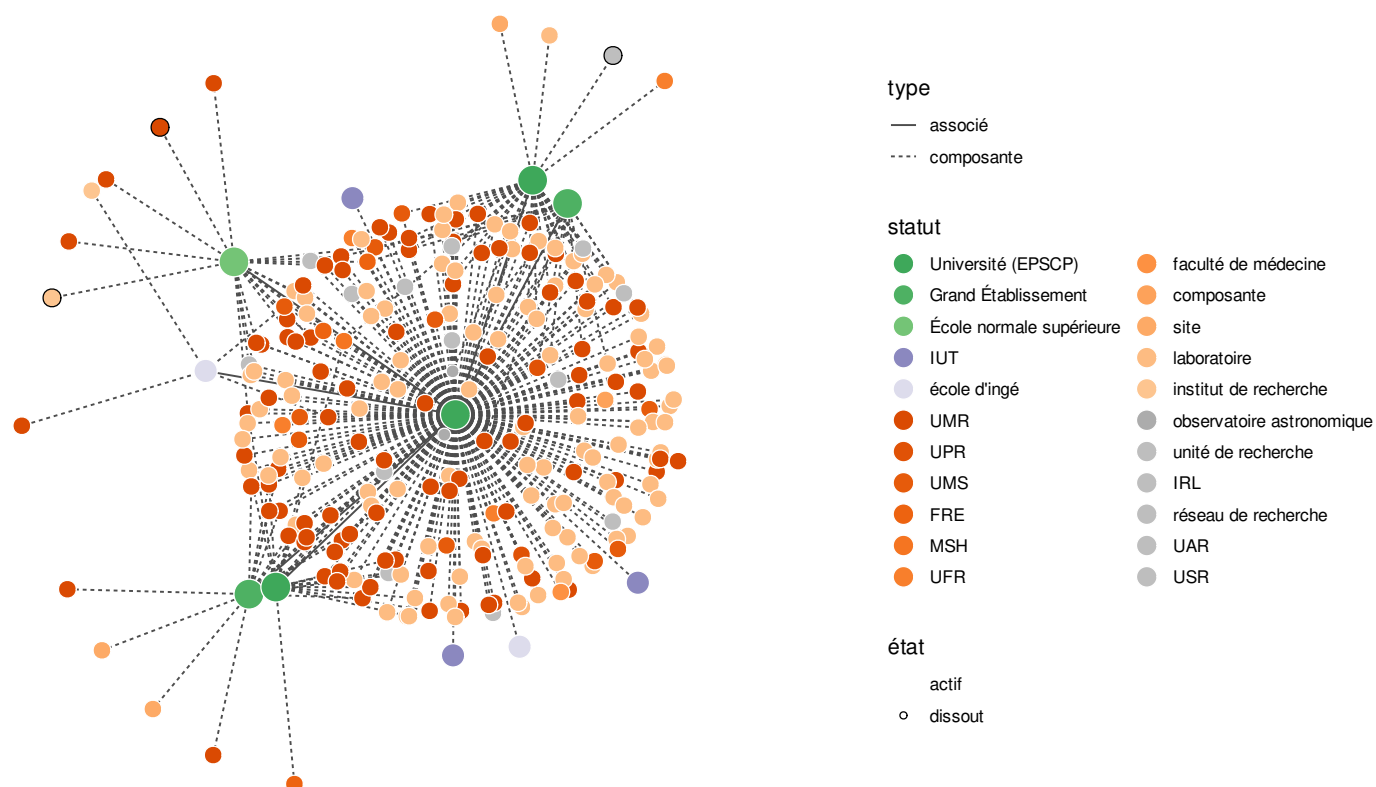 type
associé
composante
statut
Université (EPSCP)
Grand Établissement
École normale supérieure
IUT
école d'ingé
UMR
UPR
UMS
FRE
MSH
UFR
faculté de médecine
composante
site
laboratoire
institut de recherche
observatoire astronomique
unité de recherche
IRL
réseau de recherche
UAR
USR
état
actif
dissout